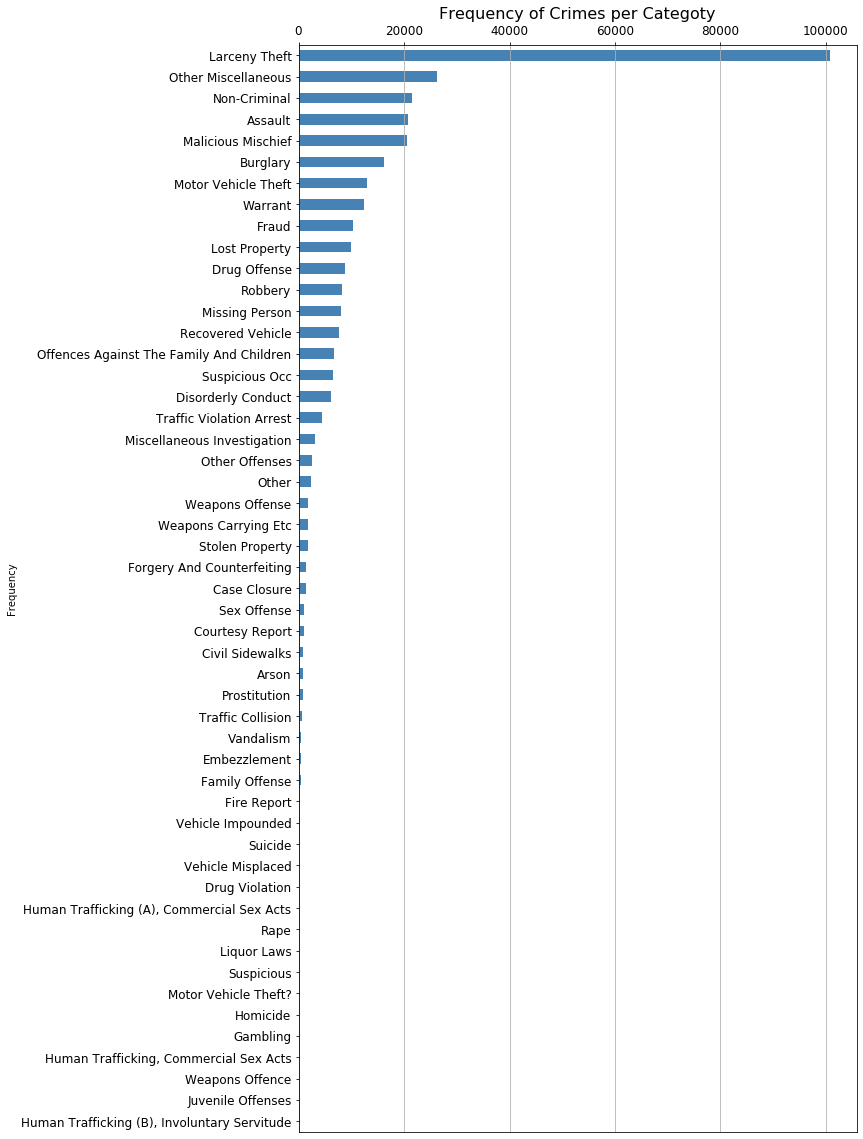 Frequency of Crimes per Categoty
0 20000 40000 60000 80000 100000
Larceny Theft
Other Miscellaneous
Non-Criminal
Assault
Malicious Mischief
Burglary
Motor Vehicle Theft
Warrant
Fraud
Lost Property
Drug Offense
Robbery
Missing Person
Recovered Vehicle
Offences Against The Family And Children
Suspicious Occ
Disorderly Conduct
Traffic Violation Arrest
Miscellaneous Investigation
Other Offenses
Other
Weapons Offense
Weapons Carrying Etc
Stolen Property
Forgery And Counterfeiting
Case Closure
Sex Offense
Courtesy Report
Civil Sidewalks
Arson
Prostitution
Traffic Collision
Vandalism
Embezzlement
Family Offense
Fire Report
Vehicle Impounded
Suicide
Vehicle Misplaced
Drug Violation
Human Trafficking (A), Commercial Sex Acts
Rape
Liquor Laws
Suspicious
Motor Vehicle Theft?
Homicide
Gambling
Human Trafficking, Commercial Sex Acts
Weapons Offence
Juvenile Offenses
Human Trafficking (B), Involuntary Servitude
Frequency